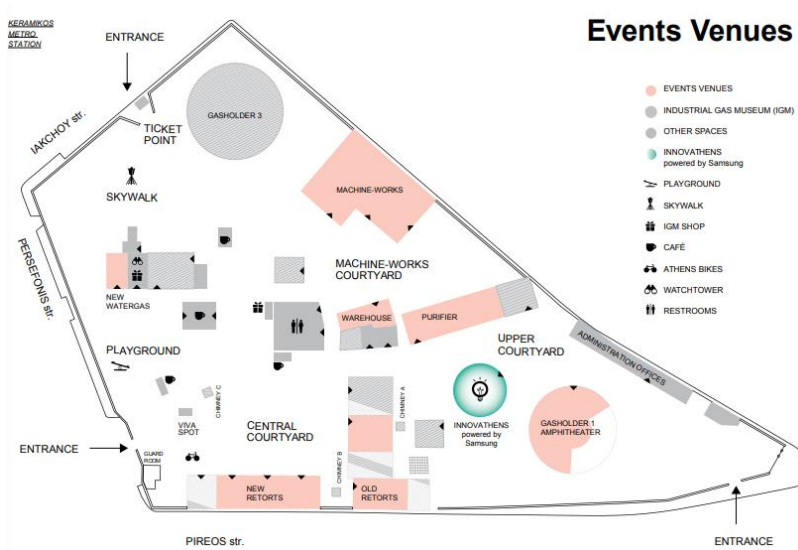 Events Venues
KERAMIKOS
METRO
STATION
ENTRANCE
IAKCHOY str.
TICKET
POINT
GASHOLDER 3
SKYWALK
MACHINE-WORKS
PERSEFONIS str.
NEW
WATERGAS
MACHINE-WORKS
COURTYARD
WAREHOUSE
PURIFIER
UPPER
COURTYARD
ADMINISTRATION OFFICES
PLAYGROUND
CHIMNEY C
VIVA
SPOT
CENTRAL
COURTYARD
CHIMNEY A
INNOVATHENS
powered by
Samsung
GASHOLDER 1
AMPHITHEATER
ENTRANCE
GUARD
ROOM
CHIMNEY B
NEW
RETORTS
OLD
RETORTS
PIREOS str.
ENTRANCE
EVENTS VENUES
INDUSTRIAL GAS MUSEUM (IGM)
OTHER SPACES
INNOVATHENS
powered by Samsung
PLAYGROUND
SKYWALK
IGM SHOP
CAFÉ
ATHENS BIKES
WATCHTOWER
RESTROOMS